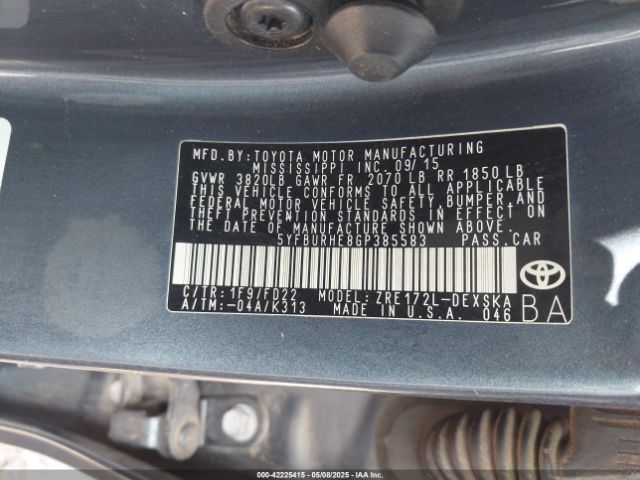 MFD.BY:TOYOTA MOTOR MANUFACTURING
MISSISSIPPI INC. 09/15
GVWR 3820LB GAWR FR 2070 LB RR 1850 LB
THIS VEHICLE CONFORMS TO ALL APPLICABLE
FEDERAL MOTOR VEHICLE SAFETY, BUMPER, AND
THEFT PREVENTION STANDARDS IN EFFECT ON
THE DATE OF MANUFACTURE SHOWN ABOVE.
5YFBURHE8GP385583 PASS.CAR
C/TR:1F9/FD22 MODEL:ZRE172L-DEXSKA
A/TM:-04A/K313 MADE IN U.S.A. 046
BA
000-42225415 - 05/08/2025 - IAAI.COM